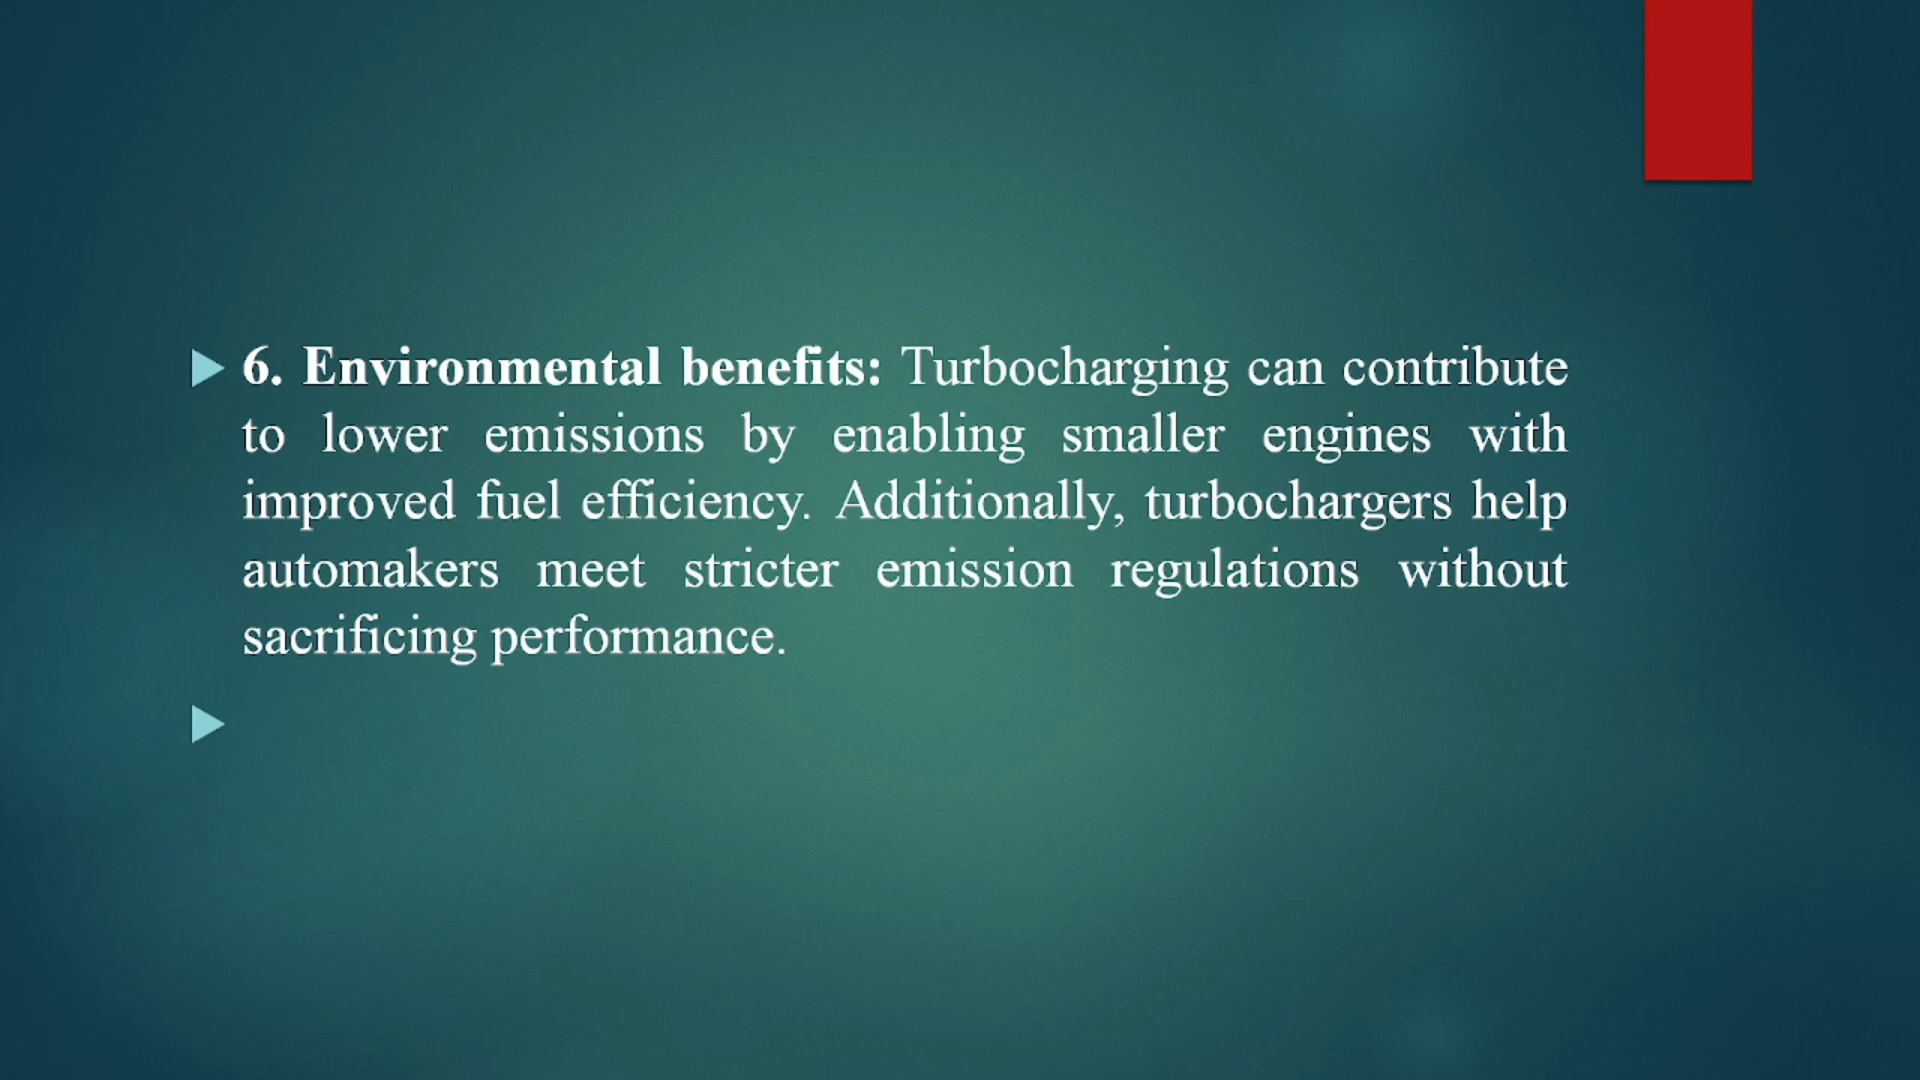 6. Environmental benefits: Turbocharging can contribute
to lower emissions by enabling smaller engines with
improved fuel efficiency. Additionally, turbochargers help
automakers meet stricter emission regulations without
sacrificing performance.